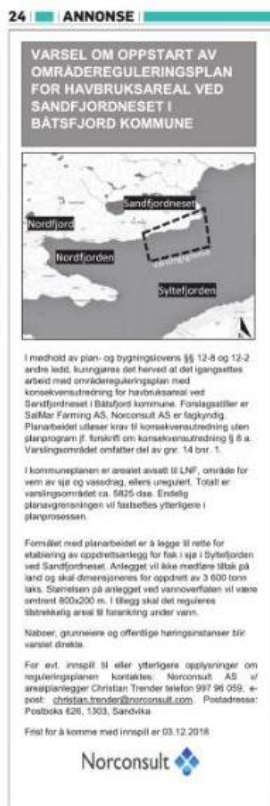 24 ANNONSE
VARSEL OM OPPSTART AV
OMRÅDEREGULERINGSPLAN
FOR HAVBRUKSAREAL VED
SANDFJORDNESET I
BÅTSFJORD KOMMUNE
Sandfjordneset
Nordfjord
Nordfjorden
Varslingsgrense
Syltefjorden
I medhold av plan- og bygningslovens §§ 12-8 og 12-2
andre ledd, kunngjøres det herved at det igangsettes
arbeid med områdereguleringsplan med
konsekvensutredning for havbruksareal ved
Sandfjordneset i Båtsfjord kommune. Forslagsstiller er
SalMar Farming AS, Norconsult AS er fagkyndig.
Planarbeidet utløser krav til konsekvensutredning uten
planprogram jf. forskrift om konsekvensutredning § 8 a.
Varslingsområdet omfatter del av gnr. 14 bnr. 1.
I kommuneplanen er arealet avsatt til LNF, område for
vern av sjø og vassdrag, ellers uregulert. Totalt er
varslingsområdet ca. 5825 daa. Endelig
planavgrensningen vil fastsettes ytterligere i
planprosessen.
Formålet med planarbeidet er å legge til rette for
etablering av oppdrettsanlegg for fisk i sjø i Syltefjorden
ved Sandfjordneset. Anlegget vil ikke medføre tiltak på
land og skal dimensjoneres for oppdrett av 3 600 tonn
laks. Størrelsen på anlegget ved vannoverflaten vil være
omtrent 800x200 m. I tillegg skal det reguleres
tilstrekkelig areal til forankring under vann.
Naboer, grunneiere og offentlige høringsinstanser blir
varslet direkte.
For evt. innspill til eller ytterligere opplysninger om
reguleringsplanen kontaktes: Norconsult AS v/
arealplanlegger Christian Trender telefon 997 96 059, e-
post: christian.trender@norconsult.com. Postadresse:
Postboks 626, 1303, Sandvika
Frist for å komme med innspill er 03.12.2018
Norconsult